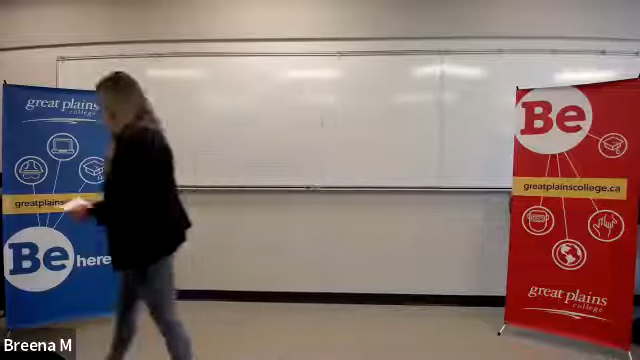 great plains
college
greatplains
Be here
Breena M
Be
greatplainscollege.ca
great plains
college